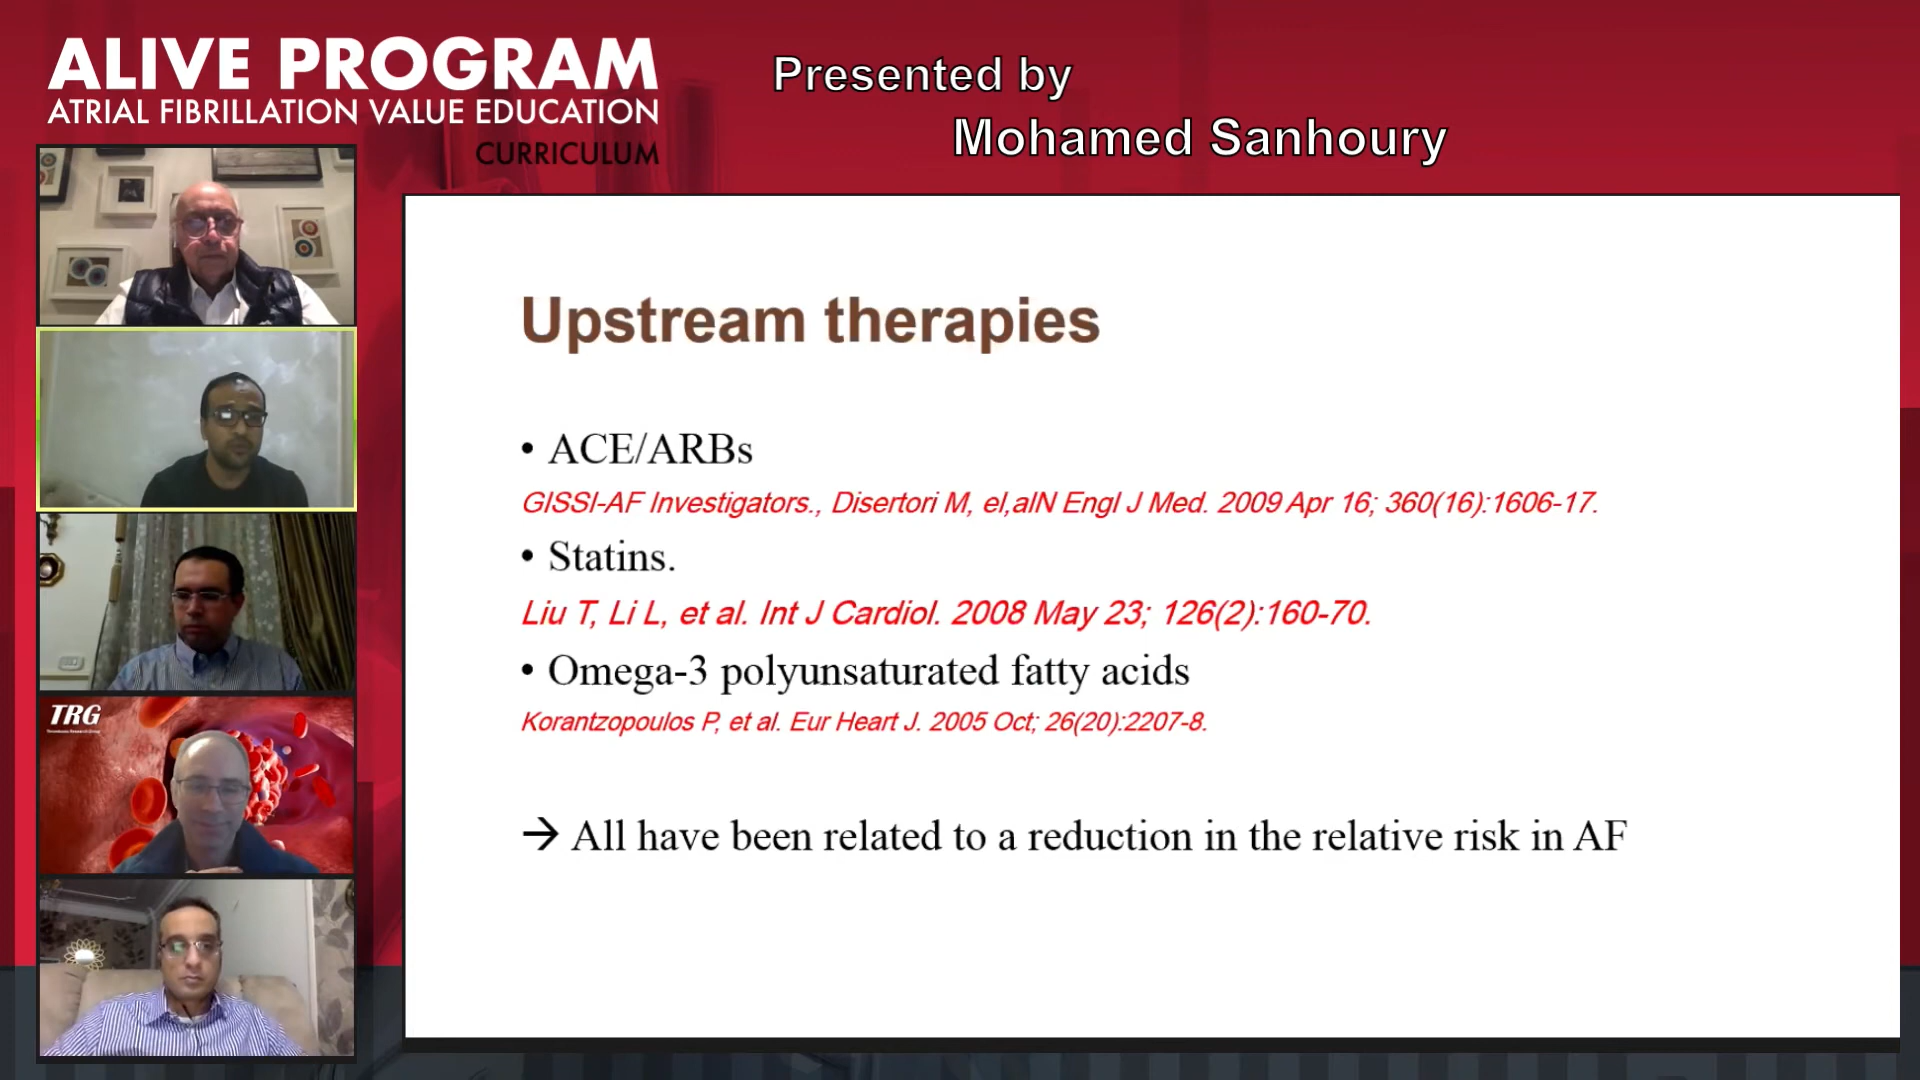 ALIVE PROGRAM
ATRIAL FIBRILLATION VALUE EDUCATION
CURRICULUM
Presented by
Mohamed Sanhoury
TRG
Upstream therapies
• ACE/ARBs
GISSI-AF Investigators., Disertori M, el,alN Engl J Med. 2009 Apr 16; 360(16):1606-17.
• Statins.
Liu T, Li L, et al. Int J Cardiol. 2008 May 23; 126(2):160-70.
• Omega-3 polyunsaturated fatty acids
Korantzopoulos P, et al. Eur Heart J. 2005 Oct; 26(20):2207-8.
→ All have been related to a reduction in the relative risk in AF